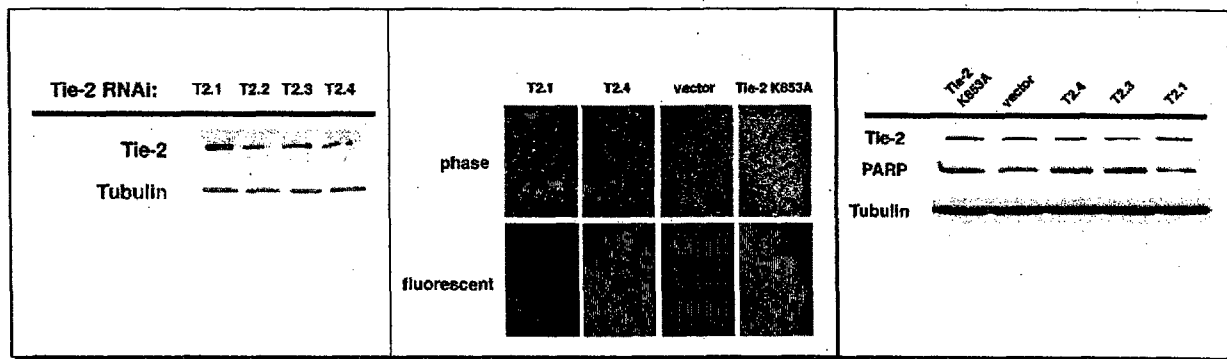 Tie-2 RNAi: T2.1 T2.2 T2.3 T2.4
Tie-2
Tubulin
T2.1 T2.4 vector Tie-2 K853A
phase
fluorescent
Tie-2 K853A vector T2.4 T2.3 T2.1
Tie-2
PARP
Tubulin